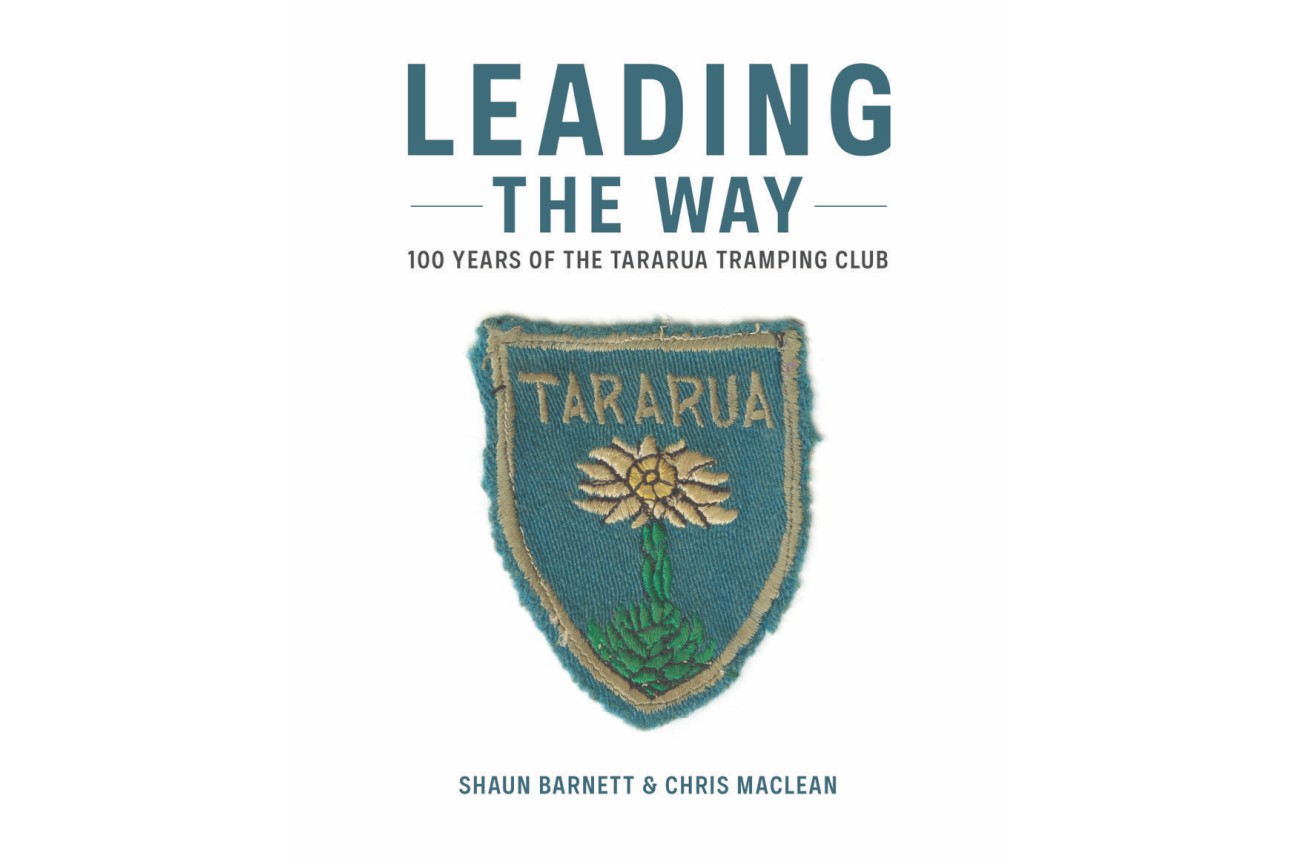 LEADING
THE WAY
100 YEARS OF THE TARARUA TRAMPING CLUB
TARARUA
SHAUN BARNETT & CHRIS MACLEAN